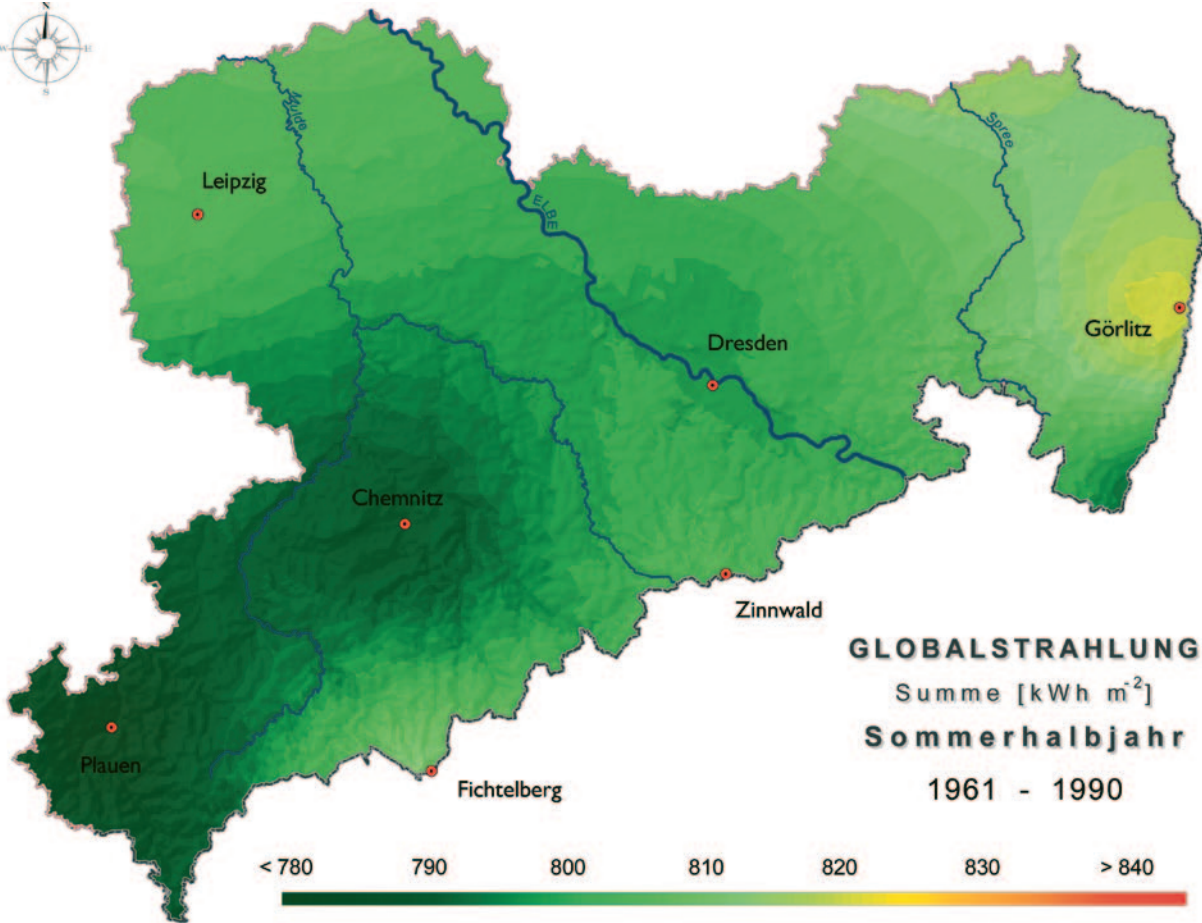 N
W E
S
Mulde
Spree
Leipzig
ELBE
Görlitz
Dresden
Chemnitz
Zinnwald
GLOBALSTRAHLUNG
Summe [kWh m⁻²]
Sommerhalbjahr
Plauen
Fichtelberg
1961 - 1990
< 780 790 800 810 820 830 > 840